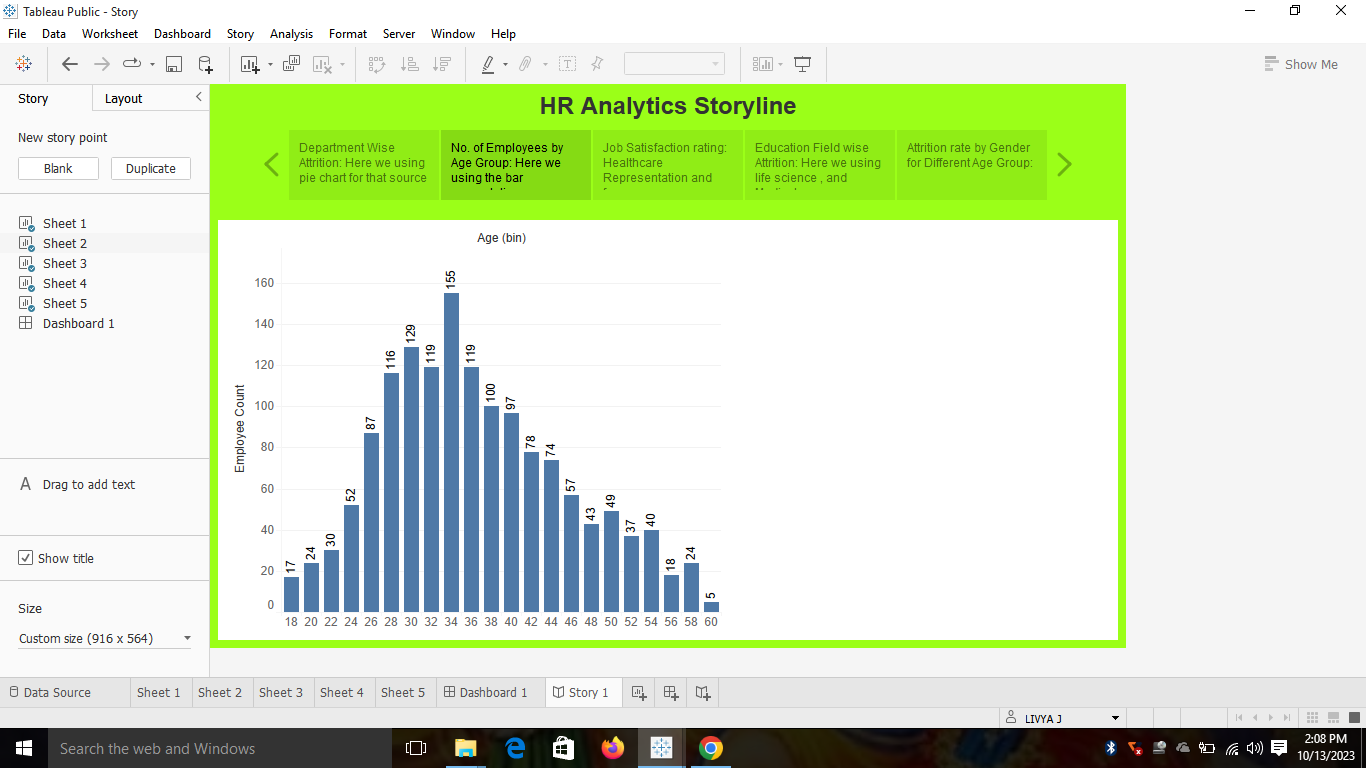 Tableau Public - Story
File Data Worksheet Dashboard Story Analysis Format Server Window Help
Show Me
Story Layout
New story point
Blank Duplicate
Sheet 1
Sheet 2
Sheet 3
Sheet 4
Sheet 5
Dashboard 1
A Drag to add text
Show title
Size
Custom size (916 x 564)
HR Analytics Storyline
Department Wise
Attrition: Here we using
pie chart for that source
No. of Employees by
Age Group: Here we
using the bar
Job Satisfaction rating:
Healthcare
Representation and
Education Field wise
Attrition: Here we using
life science , and
Attrition rate by Gender
for Different Age Group:
Age (bin)
Employee Count
160
140
120
100
80
60
40
20
0
17 24 30 52 87 116 129 119 155 119 100 97 78 74 57 43 49 37 40 18 24 5
18 20 22 24 26 28 30 32 34 36 38 40 42 44 46 48 50 52 54 56 58 60
Data Source Sheet 1 Sheet 2 Sheet 3 Sheet 4 Sheet 5 Dashboard 1 Story 1
LIVYA J
Search the web and Windows
2:08 PM
10/13/2023